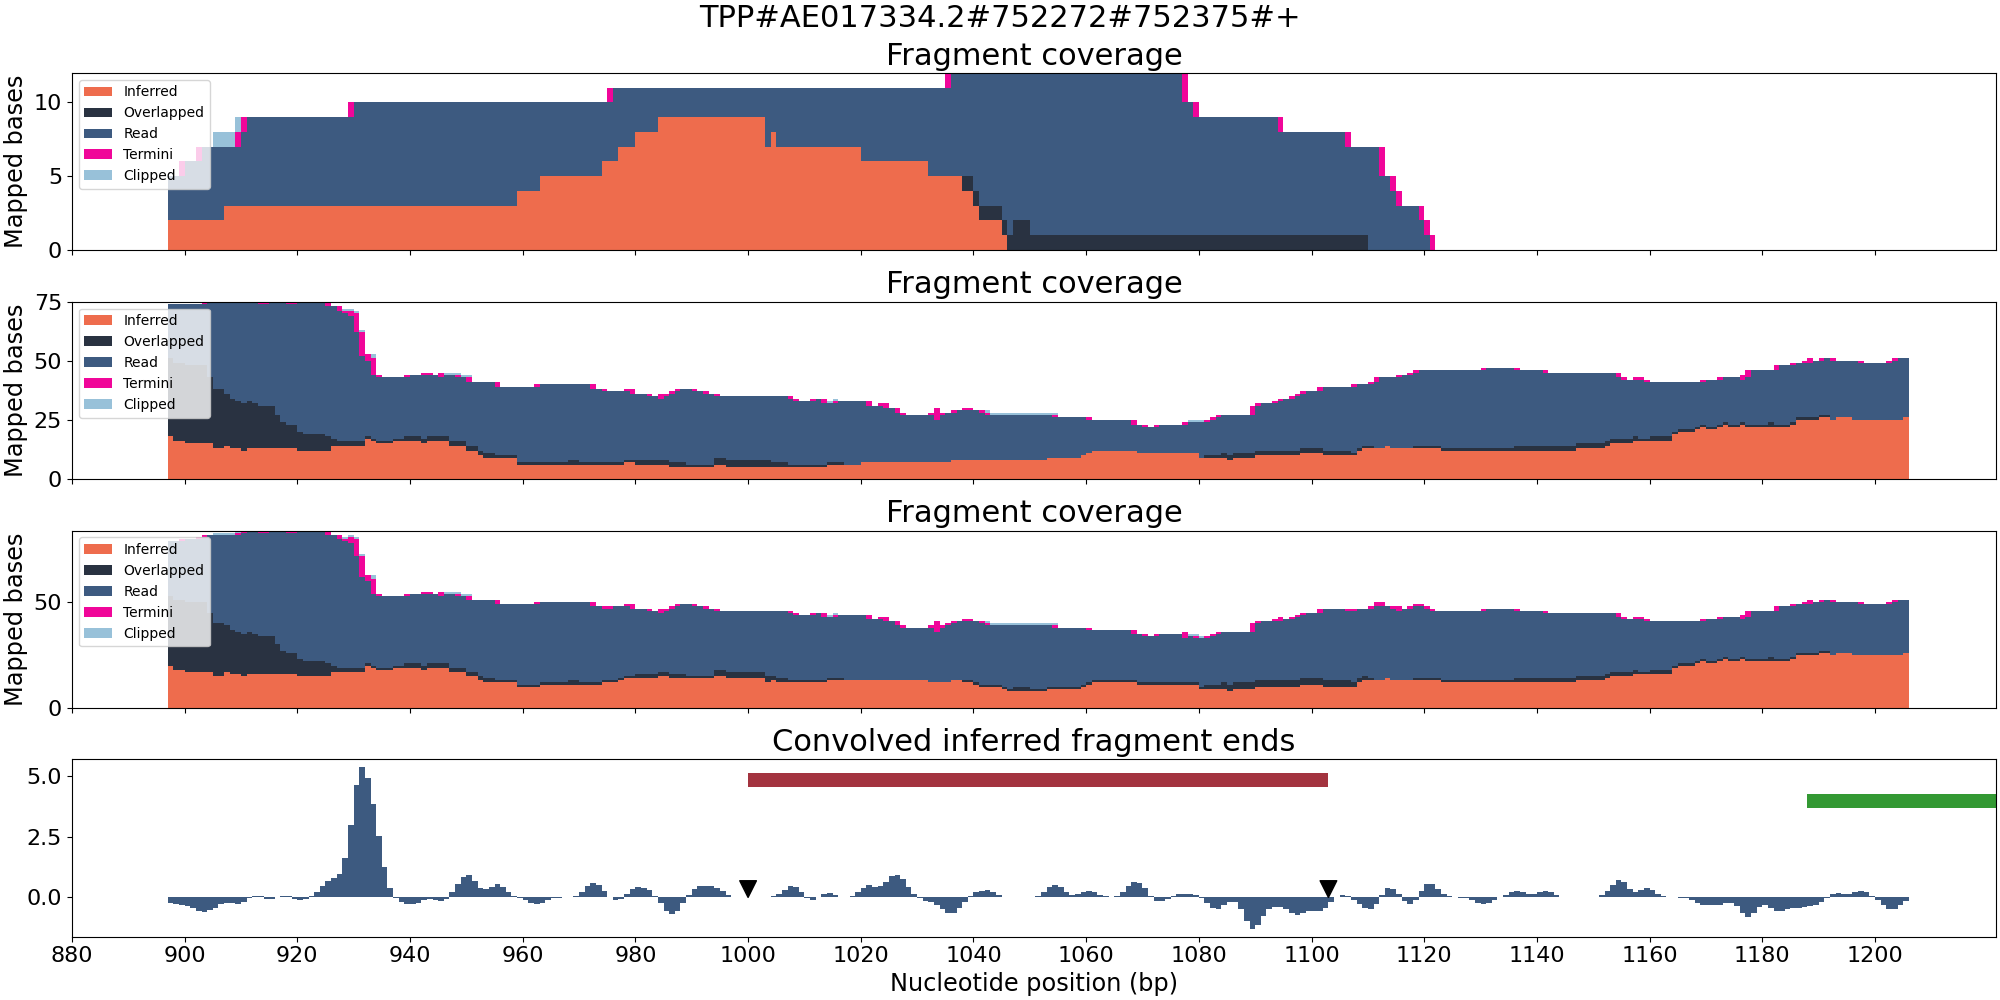 TPP#AE017334.2#752272#752375#+
Fragment coverage
Mapped bases
10
5
0
Inferred
Overlapped
Read
Termini
Clipped
Fragment coverage
Mapped bases
75
50
25
0
Inferred
Overlapped
Read
Termini
Clipped
Fragment coverage
Mapped bases
50
0
Inferred
Overlapped
Read
Termini
Clipped
Convolved inferred fragment ends
5.0
2.5
0.0
880 900 920 940 960 980 1000 1020 1040 1060 1080 1100 1120 1140 1160 1180 1200
Nucleotide position (bp)